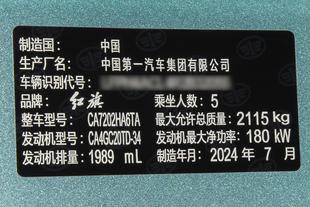 制造国： 中国
生产厂名： 中国第一汽车集团有限公司
车辆识别代号：
品牌： 红旗 乘坐人数：5
整车型号：CA7202HA6TA 最大允许总质量：2115 kg
发动机型号：CA4GC20TD-34 发动机最大净功率：180 kW
发动机排量：1989 mL 制造年月：2024 年 7 月